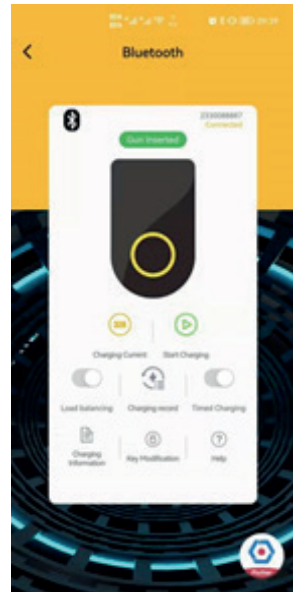 Bluetooth
Connected
Gun Inserted
Charging Current Start Charging
Load balancing Charging record Timed Charging
Charging Information Key Modification Help